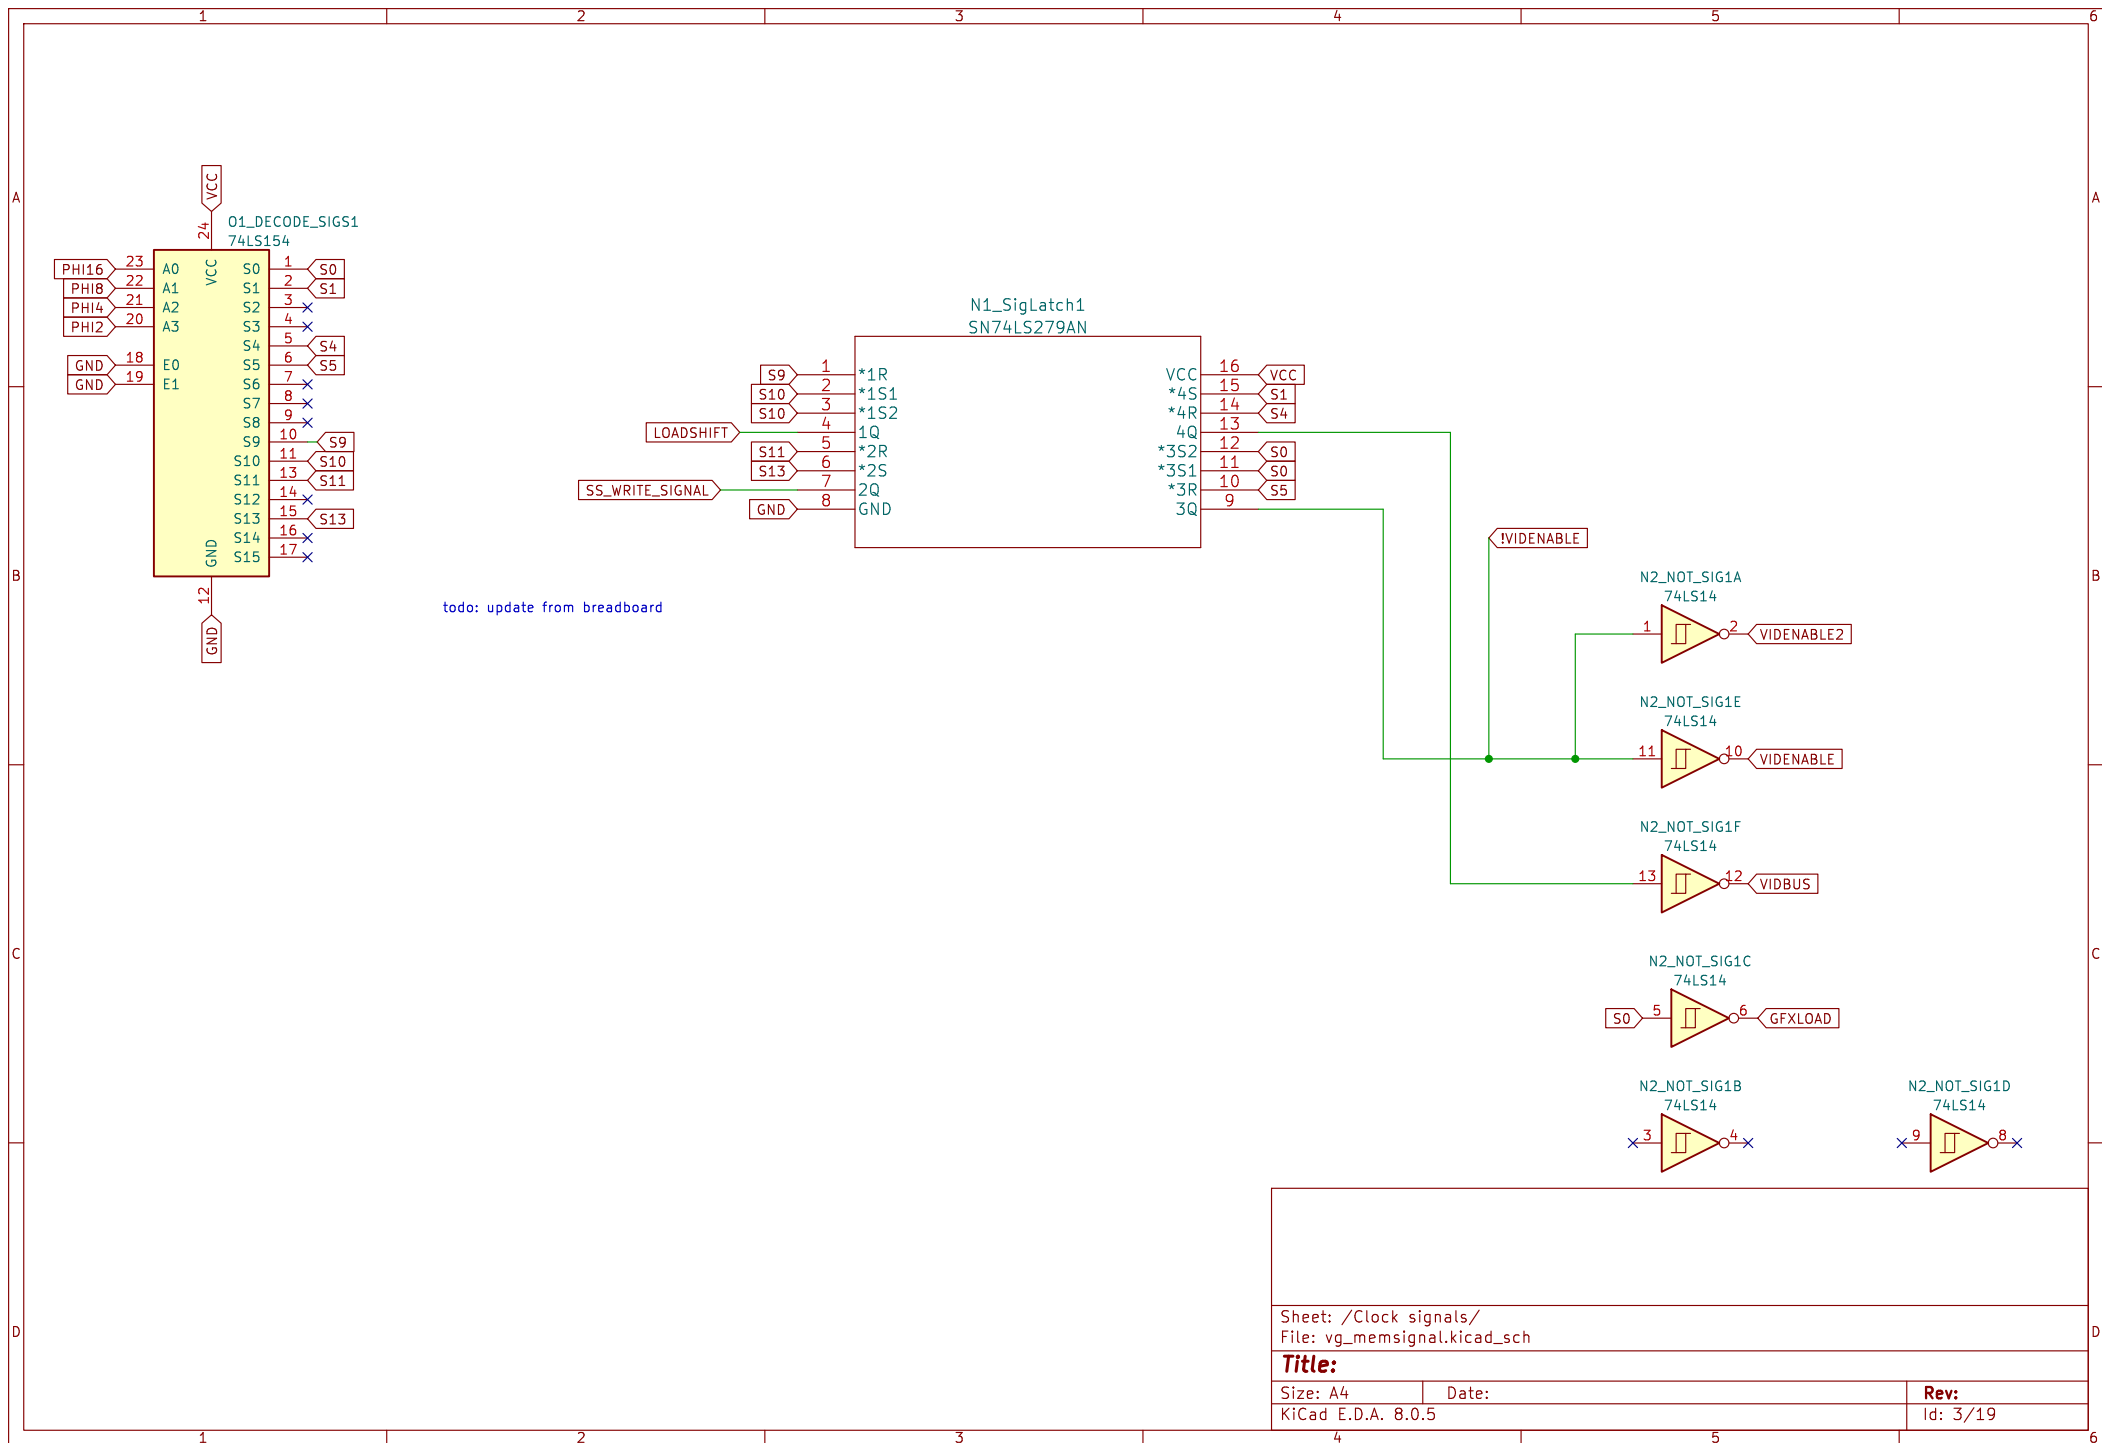 1 2 3 4 5 6
A A
B B
C C
D D
1 2 3 4 5 6
VCC
24
O1_DECODE_SIGS1
74LS154
VCC
GND
PHI16 23 A0
PHI8 22 A1
PHI4 21 A2
PHI2 20 A3
GND 18 E0
GND 19 E1
S0 1 S0
S1 2 S1
S2 3
S3 4
S4 5 S4
S5 6 S5
S6 7
S7 8
S8 9
S9 10 S9
S10 11 S10
S11 13 S11
S12 14
S13 15 S13
S14 16
S15 17
12
GND
todo: update from breadboard
N1_SigLatch1
SN74LS279AN
S9 1 *1R
S10 2 *1S1
S10 3 *1S2
LOADSHIFT 4 1Q
S11 5 *2R
S13 6 *2S
SS_WRITE_SIGNAL 7 2Q
GND 8 GND
VCC 16 VCC
*4S 15 S1
*4R 14 S4
4Q 13
*3S2 12 S0
*3S1 11 S0
*3R 10 S5
3Q 9
!VIDENABLE
N2_NOT_SIG1A
74LS14
1 2 VIDENABLE2
N2_NOT_SIG1E
74LS14
11 10 VIDENABLE
N2_NOT_SIG1F
74LS14
13 12 VIDBUS
N2_NOT_SIG1C
74LS14
S0 5 6 GFXLOAD
N2_NOT_SIG1B
74LS14
3 4
N2_NOT_SIG1D
74LS14
9 8
Sheet: /Clock signals/
File: vg_memsignal.kicad_sch
Title:
Size: A4 Date: Rev:
KiCad E.D.A. 8.0.5 Id: 3/19